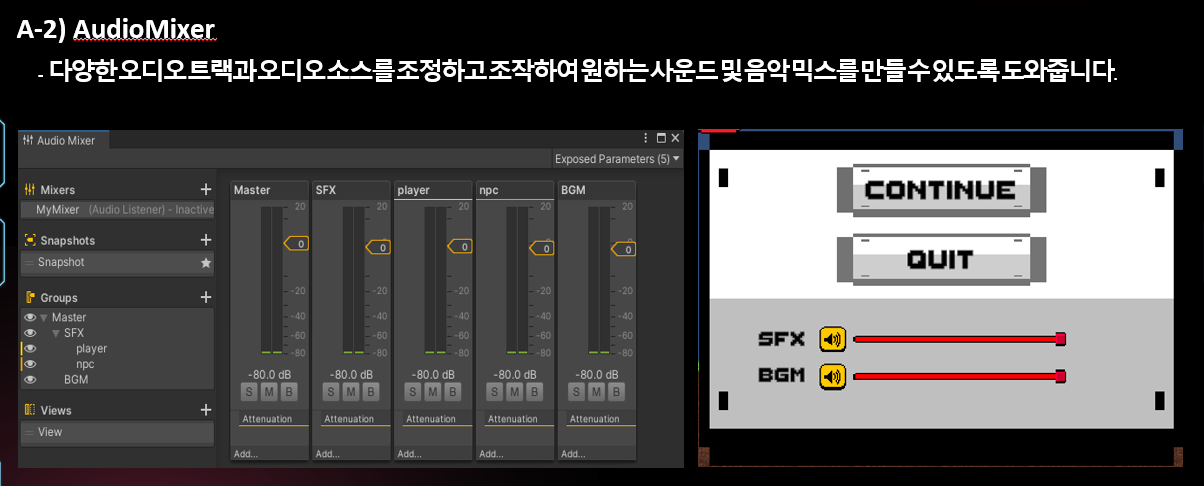 A-2) AudioMixer
- 다양한 오디오 트랙과 오디오 소스를 조정하고 조작하여 원하는 사운드 및 음악 믹스를 만들 수 있도록 도와줍니다.
Audio Mixer
Exposed Parameters (5)
Mixers
MyMixer (Audio Listener) - Inactive
Snapshots
Snapshot
Groups
Master
SFX
player
npc
BGM
Views
View
Master SFX player npc BGM
20 20 20 20 20
0 0 0 0 0
-20 -20 -20 -20 -20
-40 -40 -40 -40 -40
-60 -60 -60 -60 -60
-80 -80 -80 -80 -80
-80.0 dB -80.0 dB -80.0 dB -80.0 dB -80.0 dB
S M B S M B S M B S M B S M B
Attenuation Attenuation Attenuation Attenuation Attenuation
Add... Add... Add... Add... Add...
CONTINUE
QUIT
SFX
BGM